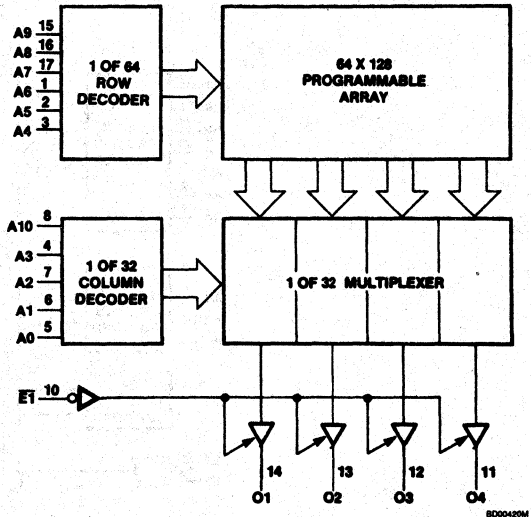 A9 15
A8 16
A7 17
A6 1
A5 2
A4 3
1 OF 64
ROW
DECODER
64 X 128
PROGRAMMABLE
ARRAY
A10 8
A3 4
A2 7
A1 6
A0 5
1 OF 32
COLUMN
DECODER
1 OF 32 MULTIPLEXER
E1 10
14
13
12
11
O1
O2
O3
O4
BD00420M